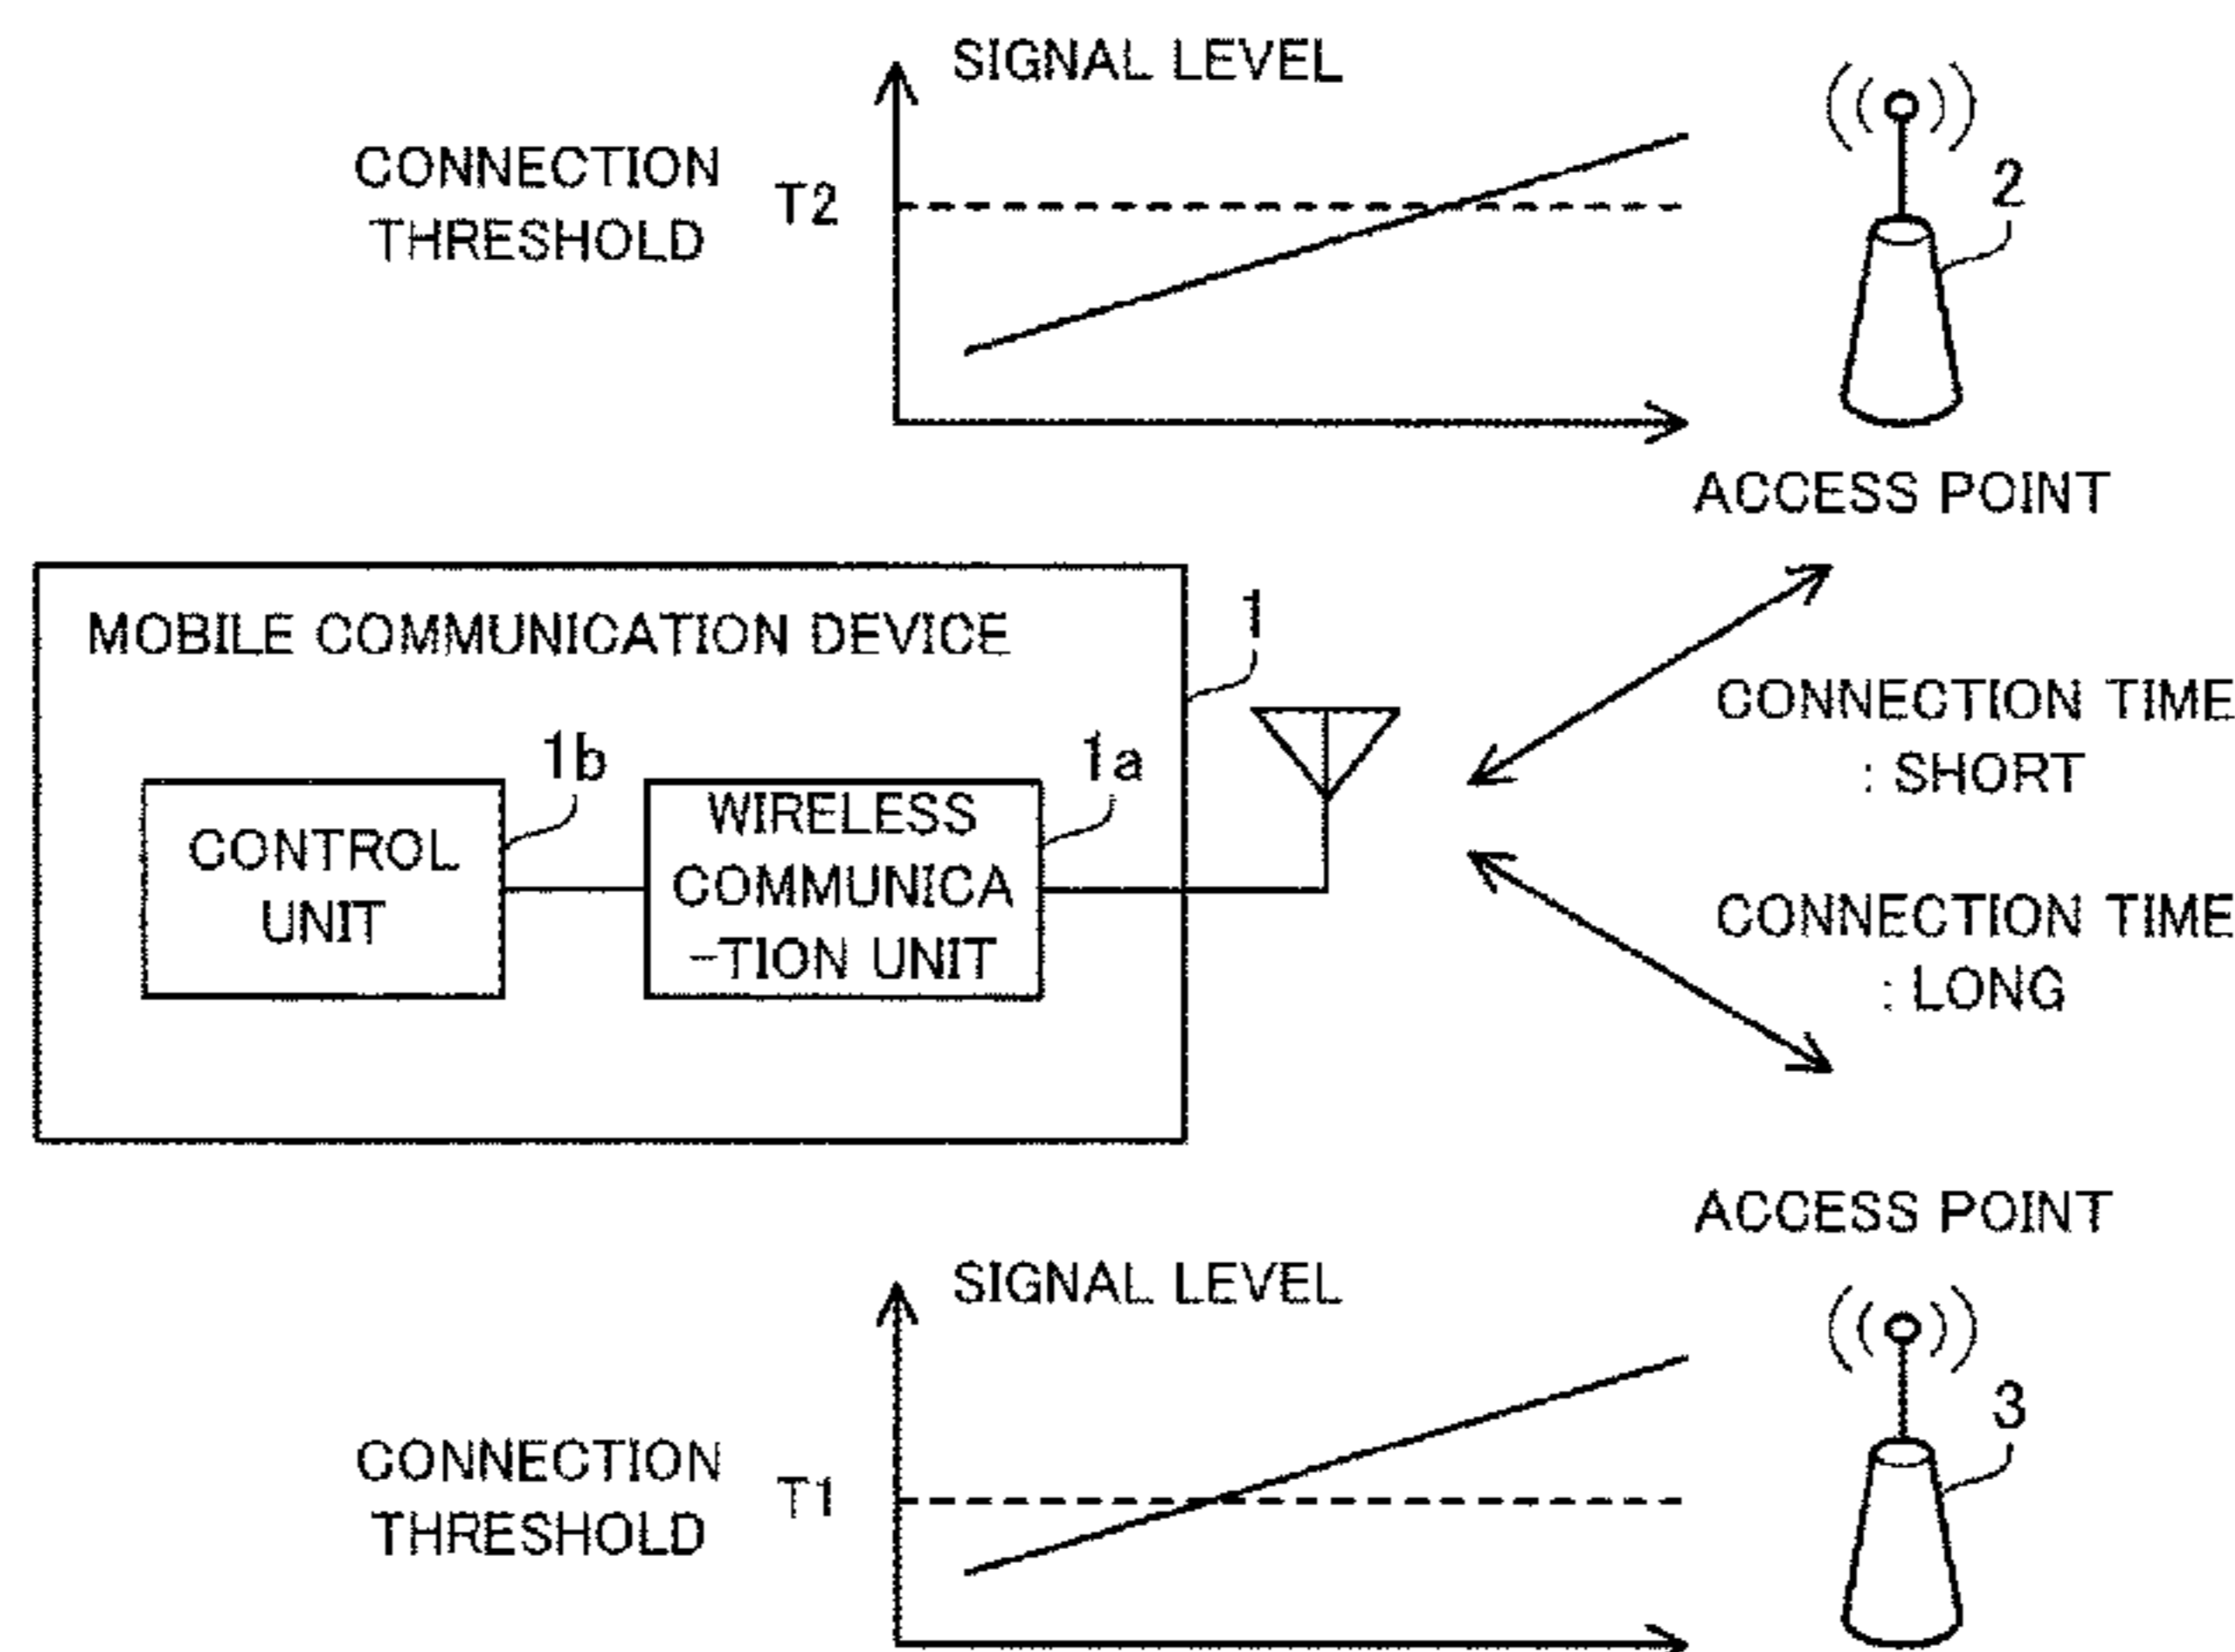 SIGNAL LEVEL
CONNECTION
THRESHOLD
T2
2
ACCESS POINT
MOBILE COMMUNICATION DEVICE
1
CONNECTION TIME
: SHORT
1b
1a
CONTROL
UNIT
WIRELESS
COMMUNICA
-TION UNIT
CONNECTION TIME
: LONG
ACCESS POINT
SIGNAL LEVEL
CONNECTION
THRESHOLD
T1
3